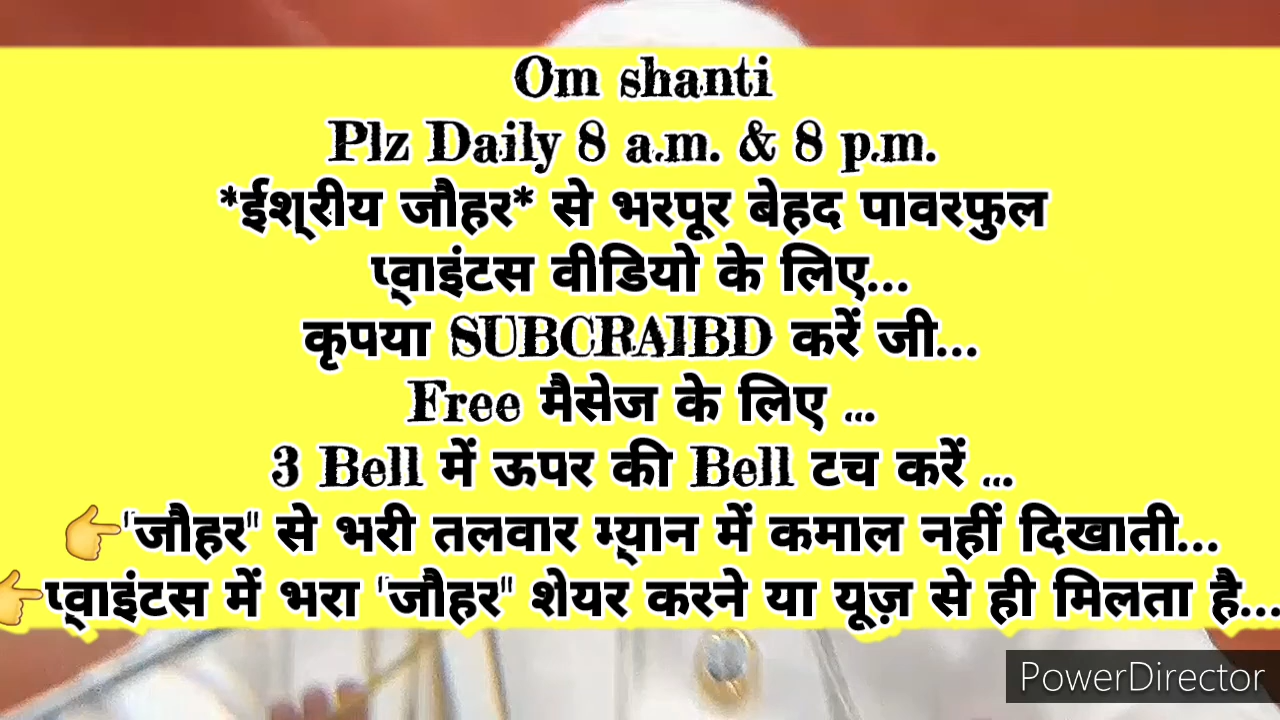 Om shanti
Plz Daily 8 a.m. & 8 p.m.
*ईश्रीय जौहर* से भरपूर बेहद पावरफुल
प्वाइंटस वीडियो के लिए...
कृपया SUBCRAIBD करें जी...
Free मैसेज के लिए ...
3 Bell में ऊपर की Bell टच करें ...
👉"जौहर" से भरी तलवार म्यान में कमाल नहीं दिखाती...
👉प्वाइंटस में भरा "जौहर" शेयर करने या यूज़ से ही मिलता है...
PowerDirector